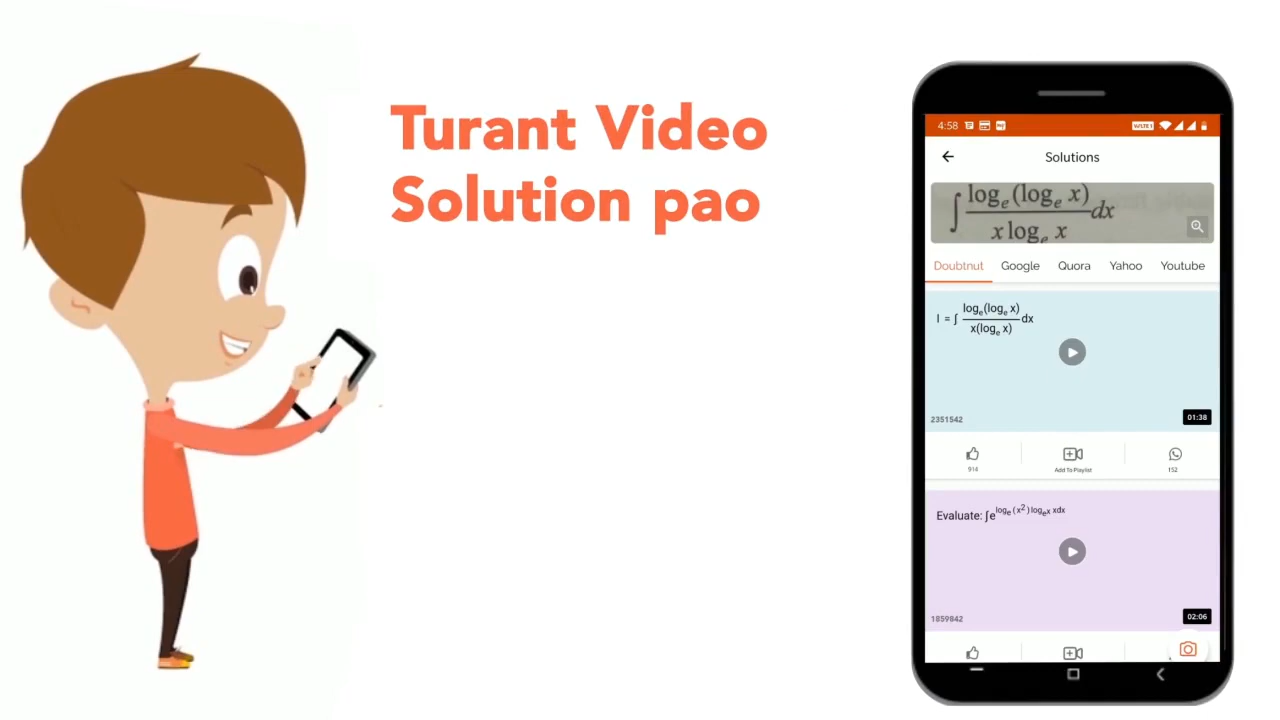 Turant Video
Solution pao
4:58
VoLTE1
Solutions
∫ logₑ(logₑ x) / x logₑ x dx
Doubtnut Google Quora Yahoo Youtube
I = ∫ logₑ(logₑ x) / x(logₑ x) dx
2351542 01:38
914 Add To Playlist 152
Evaluate: ∫e^logₑ(x²)logₑx xdx
1859842 02:06